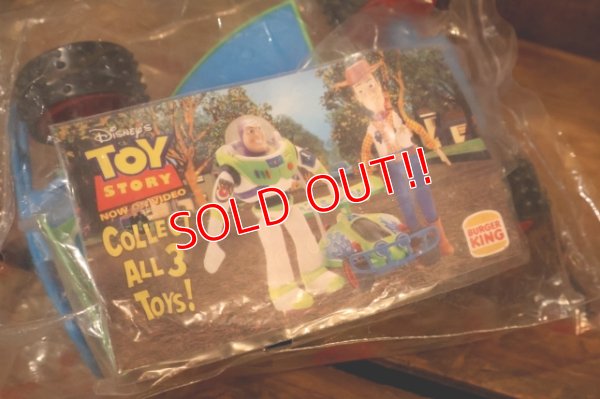 DISNEY'S
TOY
STORY
NOW ON VIDEO
COLLECT
ALL 3
TOYS!
SOLD OUT!!
BURGER
KING